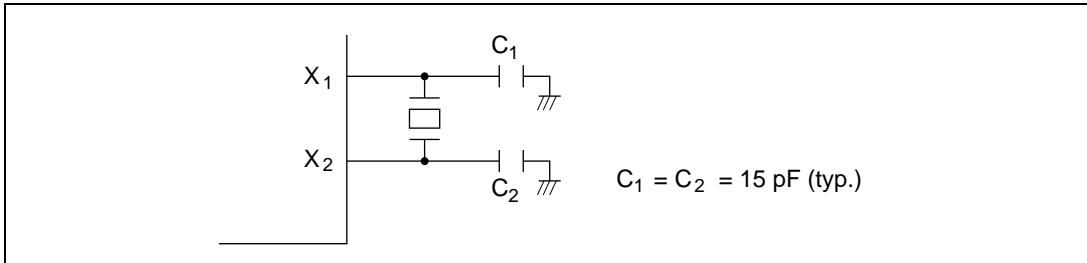 C1
X1
X2
C2
C1 = C2 = 15 pF (typ.)